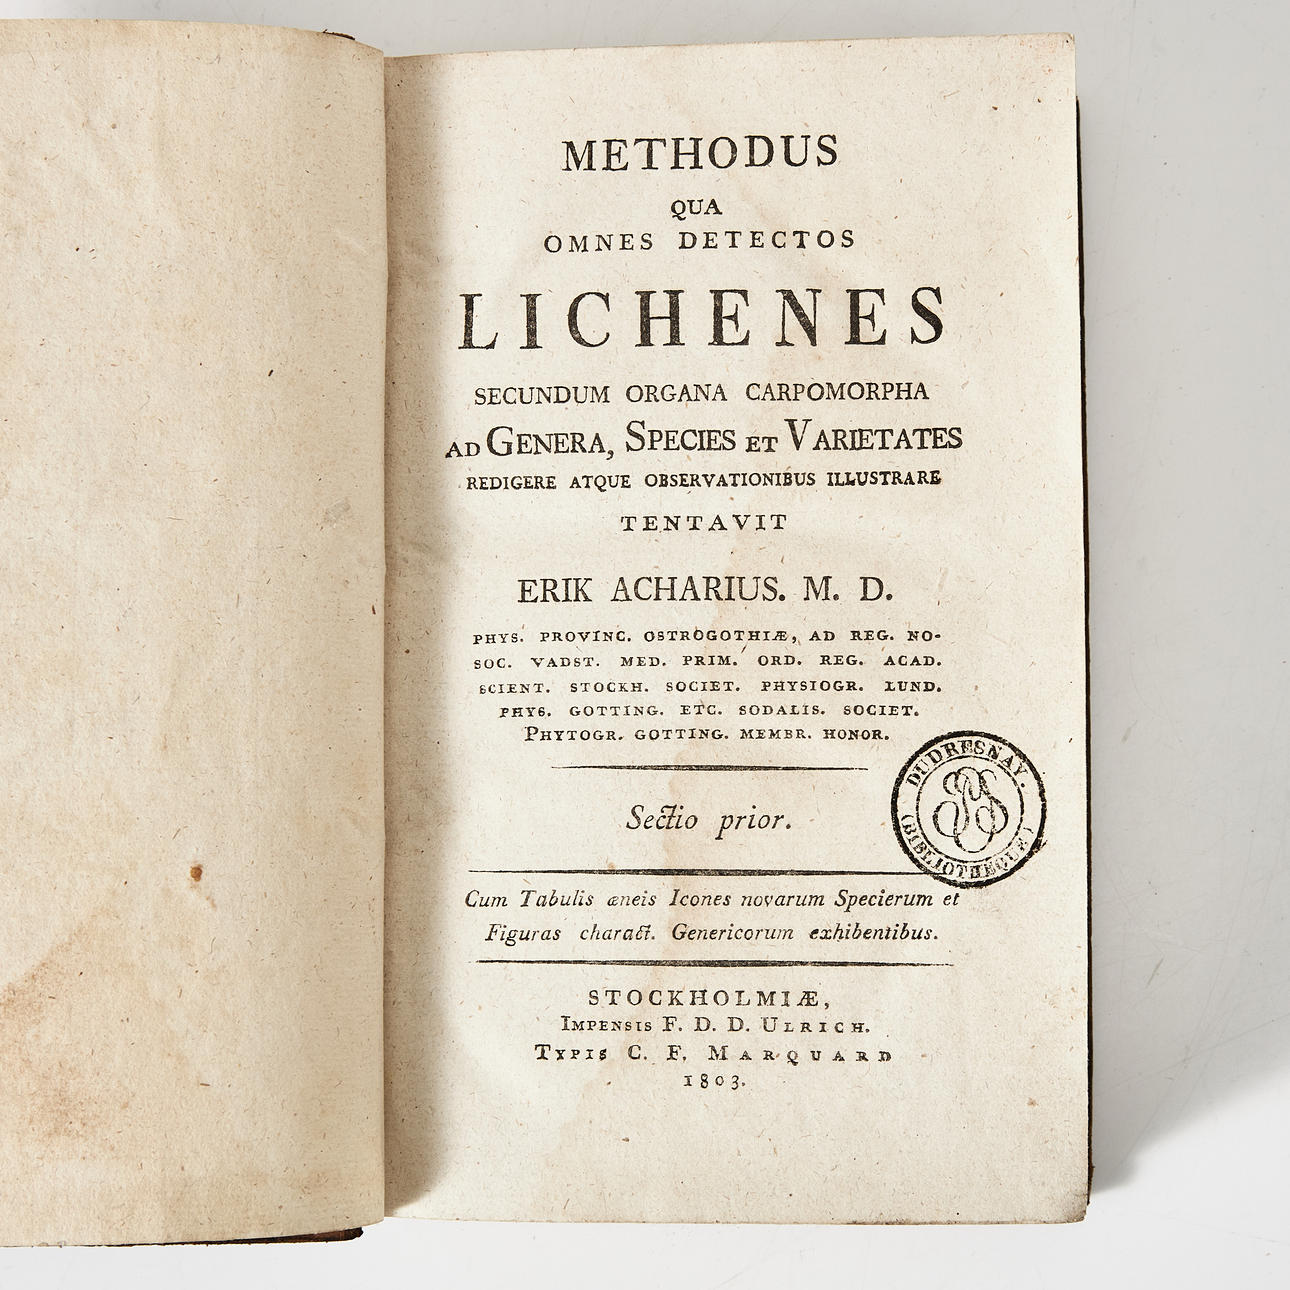 METHODUS
QUA
OMNES DETECTOS
LICHENES
SECUNDUM ORGANA CARPOMORPHA
AD GENERA, SPECIES ET VARIETATES
REDIGERE ATQUE OBSERVATIONIBUS ILLUSTRARE
TENTAVIT
ERIK ACHARIUS. M. D.
PHYS. PROVINC. OSTROGOTHIÆ, AD REG. NO-
SOC. VADST. MED. PRIM. ORD. REG. ACAD.
SCIENT. STOCKH. SOCIET. PHYSIOGR. LUND.
PHYS. GOTTING. ETC. SODALIS. SOCIET.
PHYTOGR. GOTTING. MEMBR. HONOR.
DUDRESNAY.
(BIBLIOTHEQUE)
Sectio prior.
Cum Tabulis æneis Icones novarum Specierum et
Figuras charact. Genericorum exhibentibus.
STOCKHOLMIÆ,
IMPENSIS F. D. D. ULRICH.
TYPIS C. F. MARQUARD
1803.